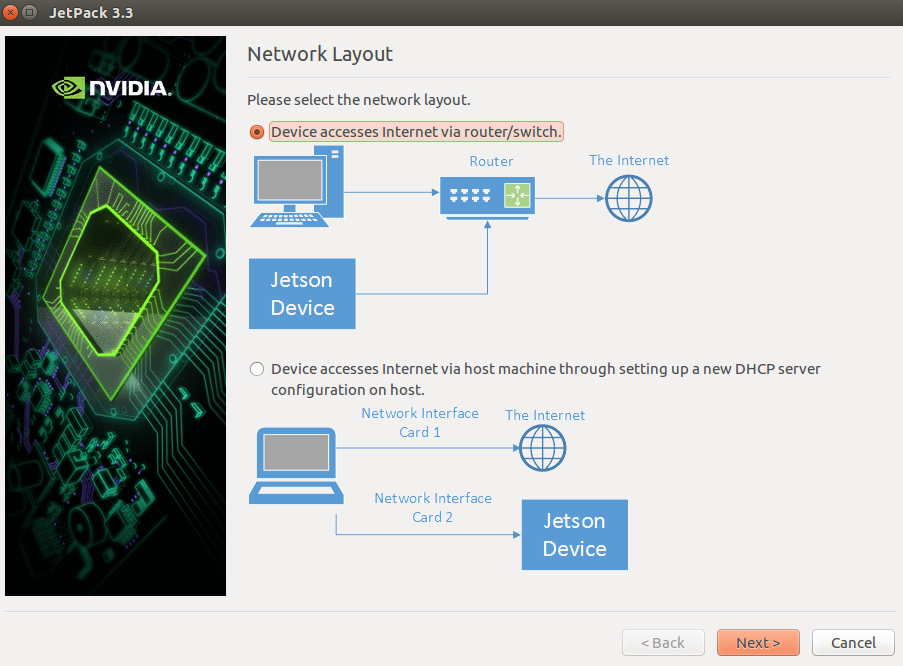 JetPack 3.3
NVIDIA.
Network Layout
Please select the network layout.
Device accesses Internet via router/switch.
Router
The Internet
Jetson
Device
Device accesses Internet via host machine through setting up a new DHCP server
configuration on host.
Network Interface
Card 1
The Internet
Network Interface
Card 2
Jetson
Device
< Back
Next >
Cancel